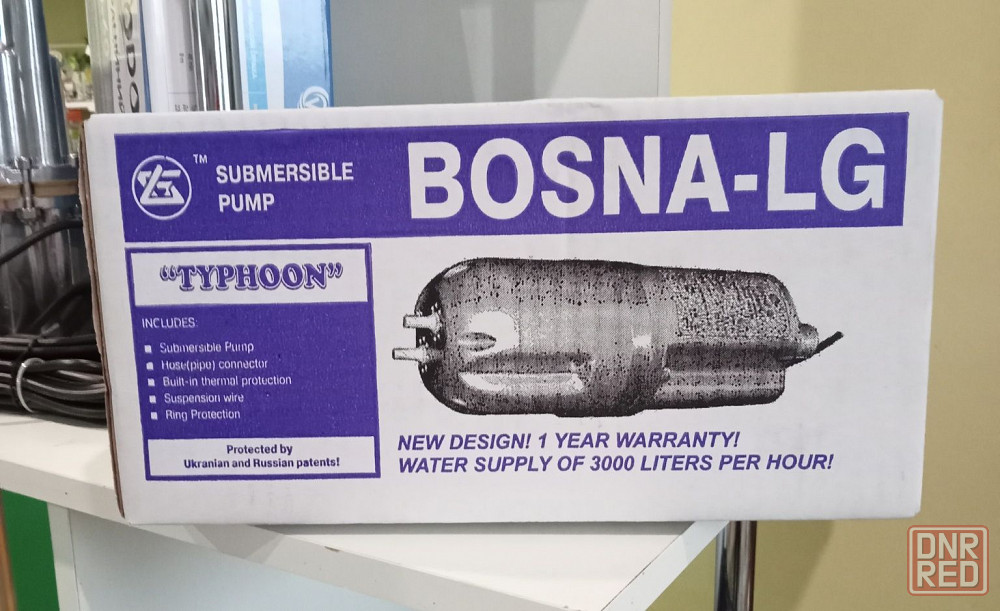 TM
SUBMERSIBLE
PUMP
BOSNA-LG
"TYPHOON"
INCLUDES:
■ Submersible Pump
■ Hose(pipe) connector
■ Built-in thermal protection
■ Suspension wire
■ Ring Protection
Protected by
Ukranian and Russian patents!
NEW DESIGN! 1 YEAR WARRANTY!
WATER SUPPLY OF 3000 LITERS PER HOUR!
DNR
RED